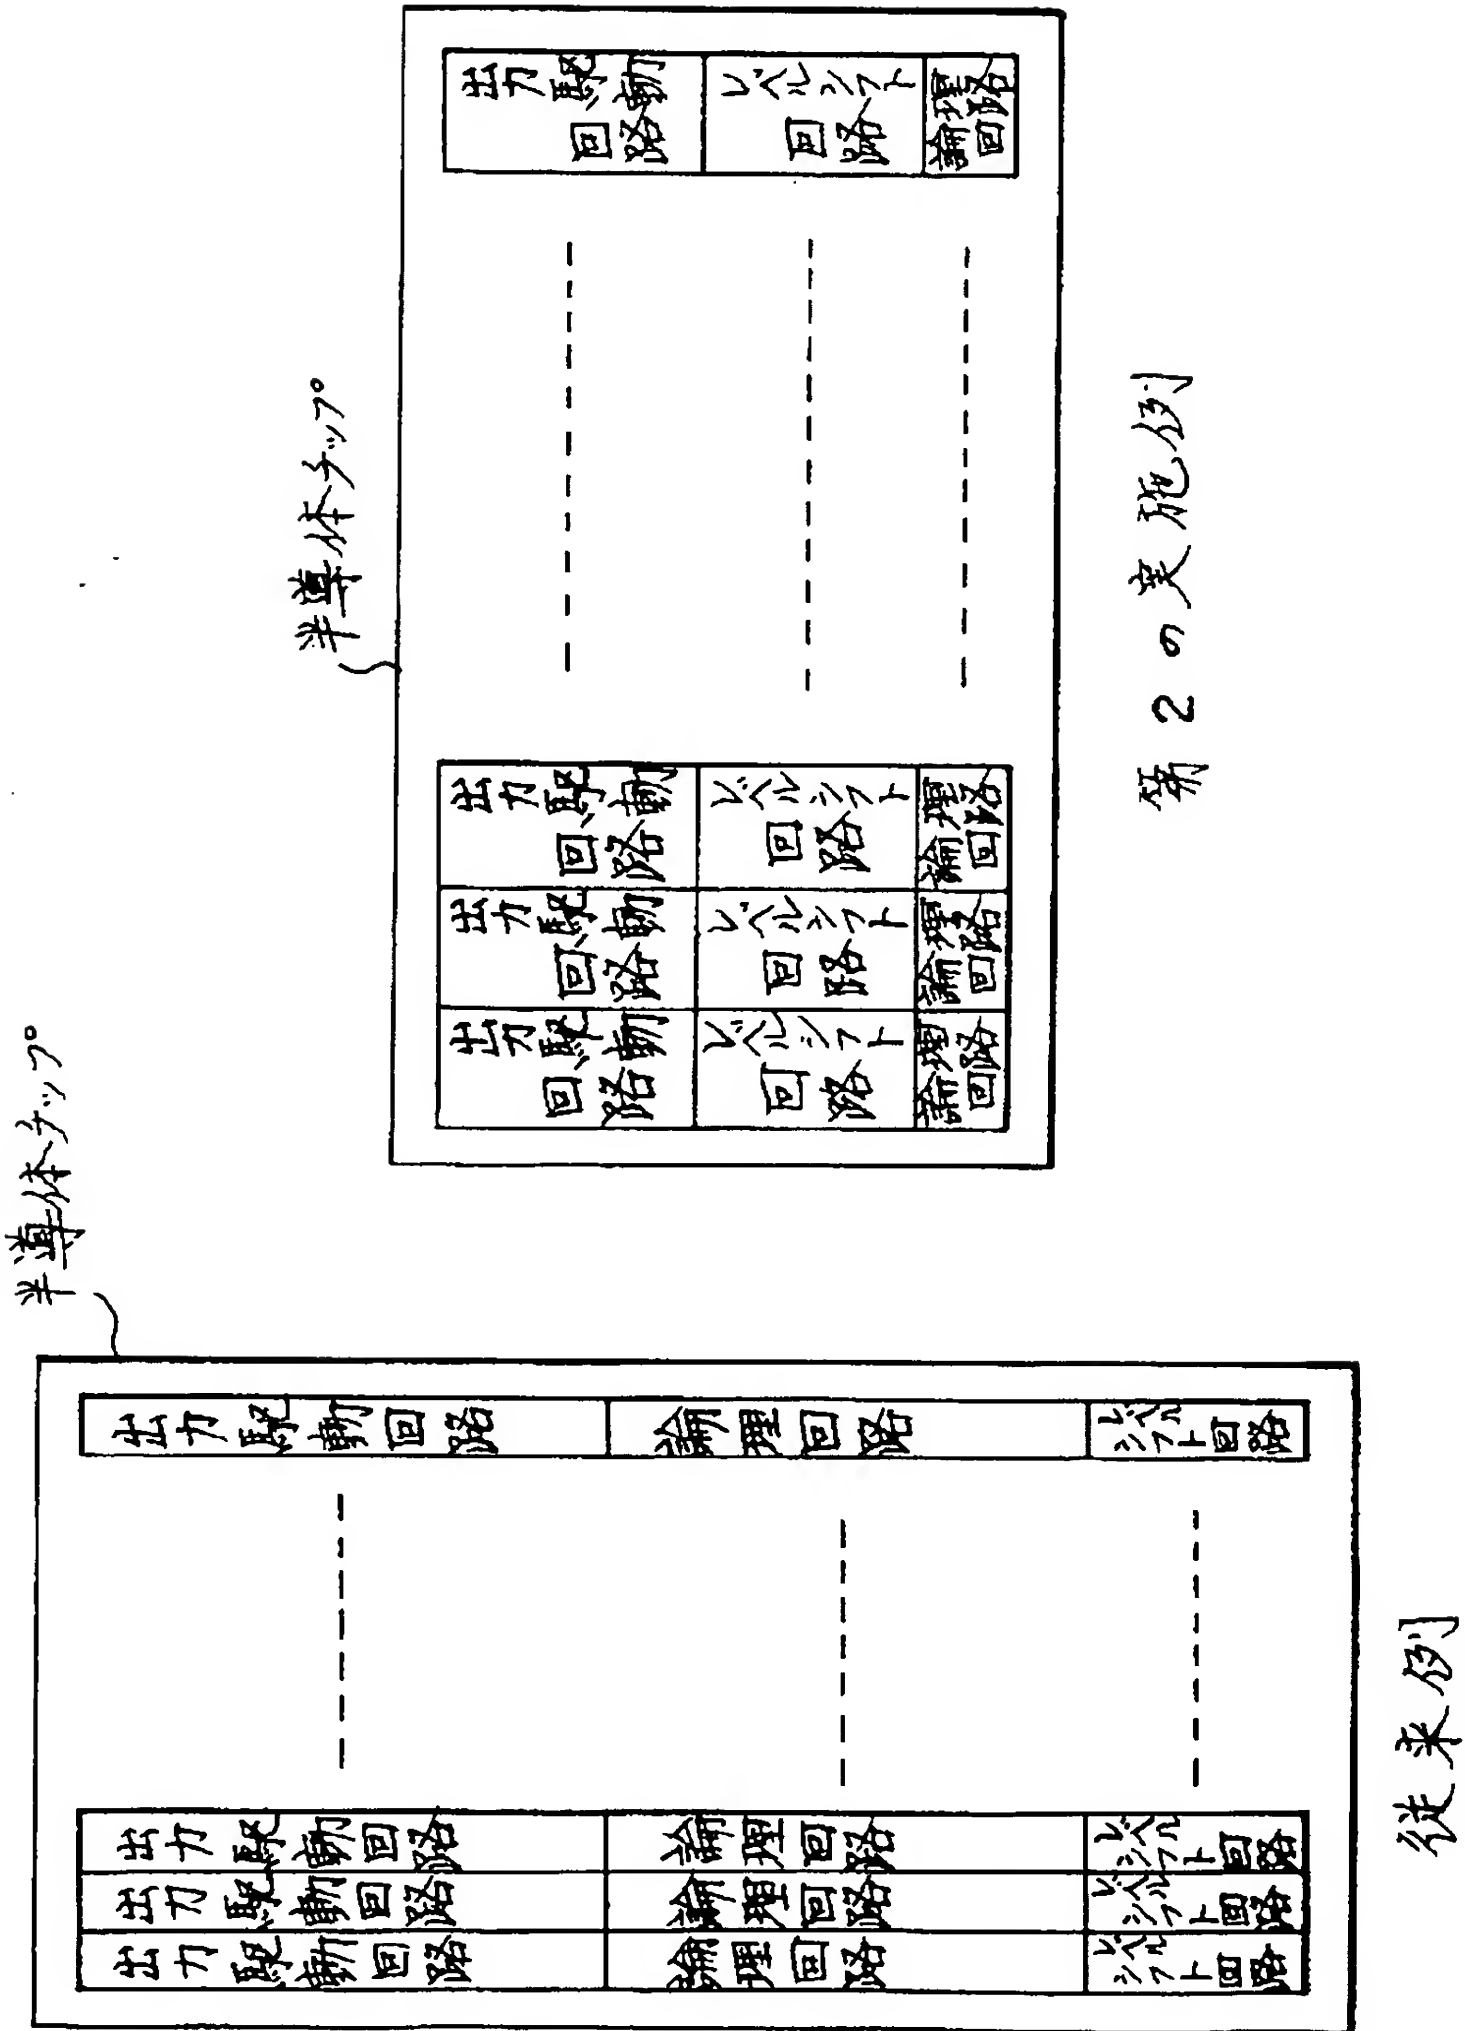 半導体チップ
出力駆動回路
出力駆動回路
出力駆動回路
出力駆動回路
論理回路
論理回路
論理回路
論理回路
レベル
シフト回路
レベル
シフト回路
レベル
シフト回路
レベル
シフト回路
従来例
半導体チップ
出力駆動
回路
出力駆動
回路
出力駆動
回路
出力駆動
回路
レベルシフト
回路
レベルシフト
回路
レベルシフト
回路
レベルシフト
回路
論理
回路
論理
回路
論理
回路
論理
回路
第2の実施例